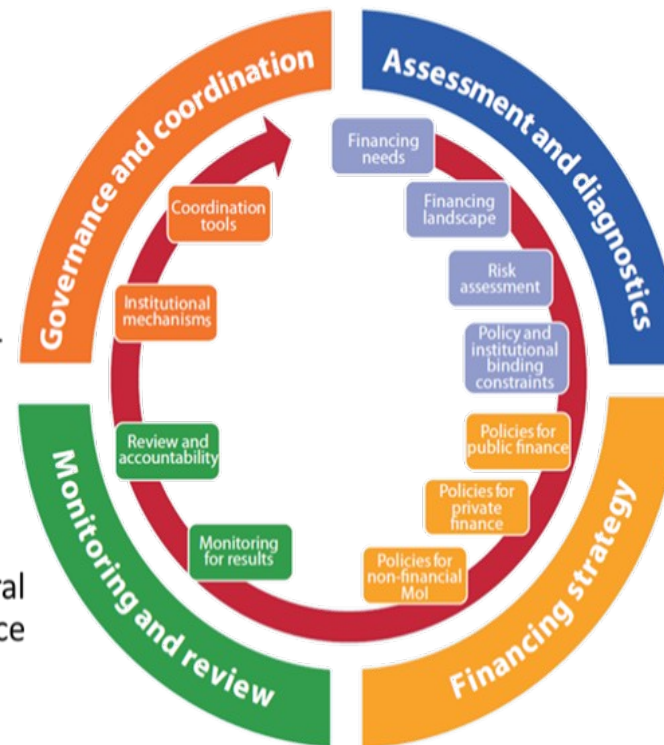 Governance and coordination
Assessment and diagnostics
Financing
needs
Financing
landscape
Risk
assessment
Policy and
institutional
binding
constraints
Policies for
public finance
Policies for
private
finance
Policies for
non-financial
MoI
Financing strategy
Monitoring
for results
Review and
accountability
Monitoring and review
Institutional
mechanisms
Coordination
tools
.
ral
ce